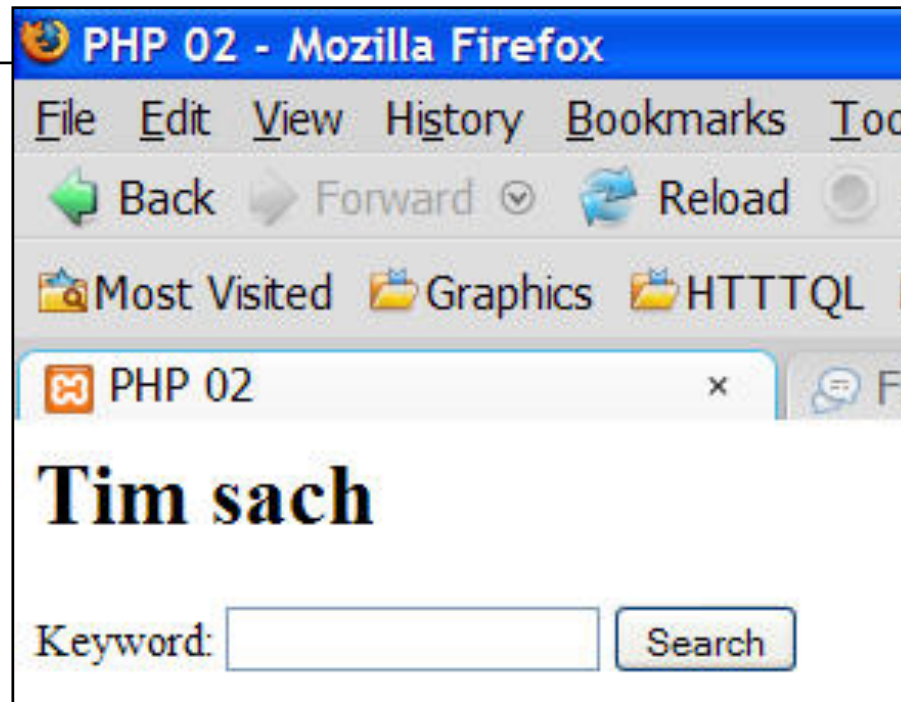 PHP 02 - Mozilla Firefox
File Edit View History Bookmarks Too
Back Forward Reload
Most Visited Graphics HTTTQL
PHP 02 × F
Tim sach
Keyword: Search